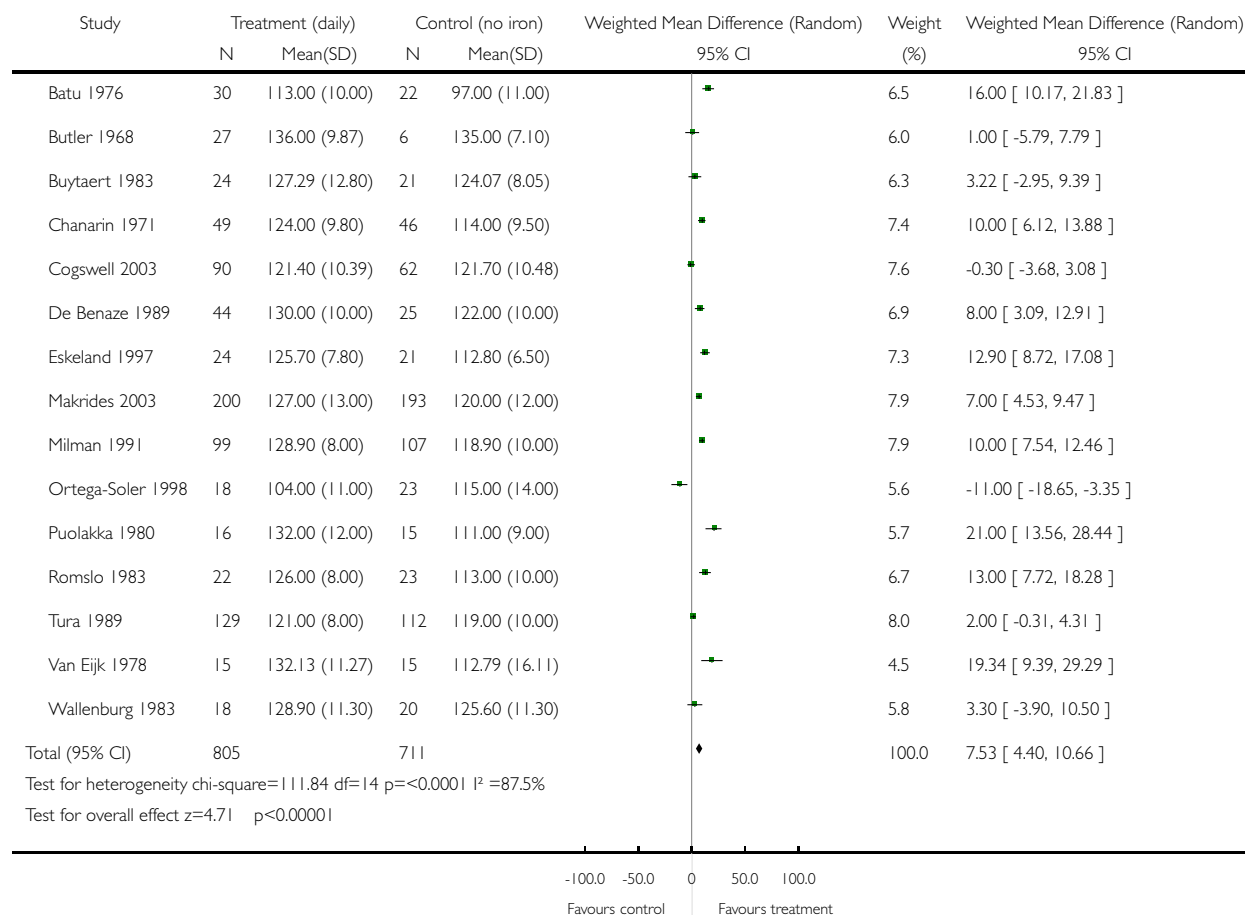 Study Treatment (daily) Control (no iron) Weighted Mean Difference (Random) Weight Weighted Mean Difference (Random)
N Mean(SD) N Mean(SD) 95% CI (%) 95% CI
Batu 1976 30 113.00 (10.00) 22 97.00 (11.00) 6.5 16.00 [ 10.17, 21.83 ]
Butler 1968 27 136.00 (9.87) 6 135.00 (7.10) 6.0 1.00 [ -5.79, 7.79 ]
Buytaert 1983 24 127.29 (12.80) 21 124.07 (8.05) 6.3 3.22 [ -2.95, 9.39 ]
Chanarin 1971 49 124.00 (9.80) 46 114.00 (9.50) 7.4 10.00 [ 6.12, 13.88 ]
Cogswell 2003 90 121.40 (10.39) 62 121.70 (10.48) 7.6 -0.30 [ -3.68, 3.08 ]
De Benaze 1989 44 130.00 (10.00) 25 122.00 (10.00) 6.9 8.00 [ 3.09, 12.91 ]
Eskeland 1997 24 125.70 (7.80) 21 112.80 (6.50) 7.3 12.90 [ 8.72, 17.08 ]
Makrides 2003 200 127.00 (13.00) 193 120.00 (12.00) 7.9 7.00 [ 4.53, 9.47 ]
Milman 1991 99 128.90 (8.00) 107 118.90 (10.00) 7.9 10.00 [ 7.54, 12.46 ]
Ortega-Soler 1998 18 104.00 (11.00) 23 115.00 (14.00) 5.6 -11.00 [ -18.65, -3.35 ]
Puolakka 1980 16 132.00 (12.00) 15 111.00 (9.00) 5.7 21.00 [ 13.56, 28.44 ]
Romslo 1983 22 126.00 (8.00) 23 113.00 (10.00) 6.7 13.00 [ 7.72, 18.28 ]
Tura 1989 129 121.00 (8.00) 112 119.00 (10.00) 8.0 2.00 [ -0.31, 4.31 ]
Van Eijk 1978 15 132.13 (11.27) 15 112.79 (16.11) 4.5 19.34 [ 9.39, 29.29 ]
Wallenburg 1983 18 128.90 (11.30) 20 125.60 (11.30) 5.8 3.30 [ -3.90, 10.50 ]
Total (95% CI) 805 711 100.0 7.53 [ 4.40, 10.66 ]
Test for heterogeneity chi-square=111.84 df=14 p=<0.0001 I² =87.5%
Test for overall effect z=4.71 p<0.00001
-100.0 -50.0 0 50.0 100.0
Favours control Favours treatment